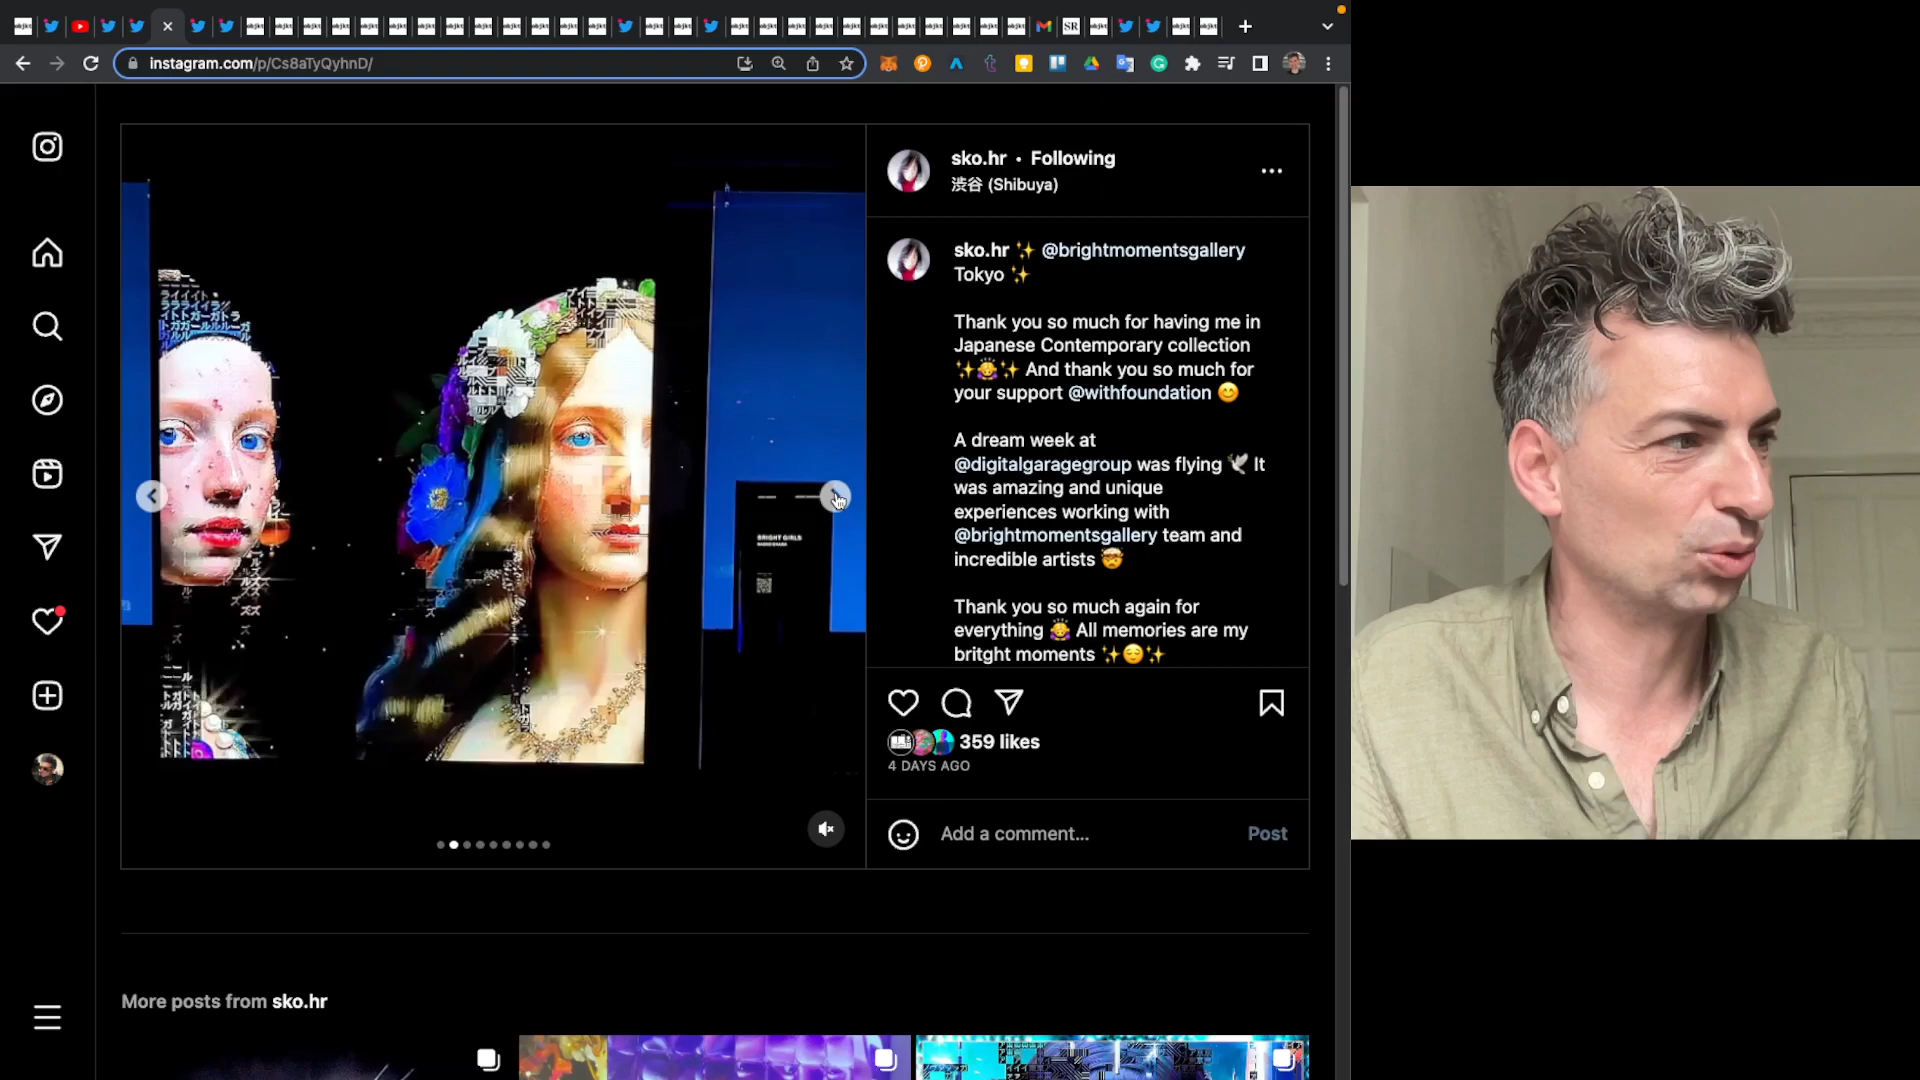 instagram.com/p/Cs8aTyQyhnD/
sko.hr • Following
渋谷 (Shibuya)
sko.hr ✨ @brightmomentsgallery
Tokyo ✨
Thank you so much for having me in
Japanese Contemporary collection
✨🙇‍♀️✨ And thank you so much for
your support @withfoundation 😊
A dream week at
@digitalgaragegroup was flying 🕊 It
was amazing and unique
experiences working with
@brightmomentsgallery team and
incredible artists 🤯
Thank you so much again for
everything 🙇‍♀️ All memories are my
britght moments ✨😌✨
359 likes
4 DAYS AGO
Add a comment...
Post
BRIGHT GIRLS
More posts from sko.hr